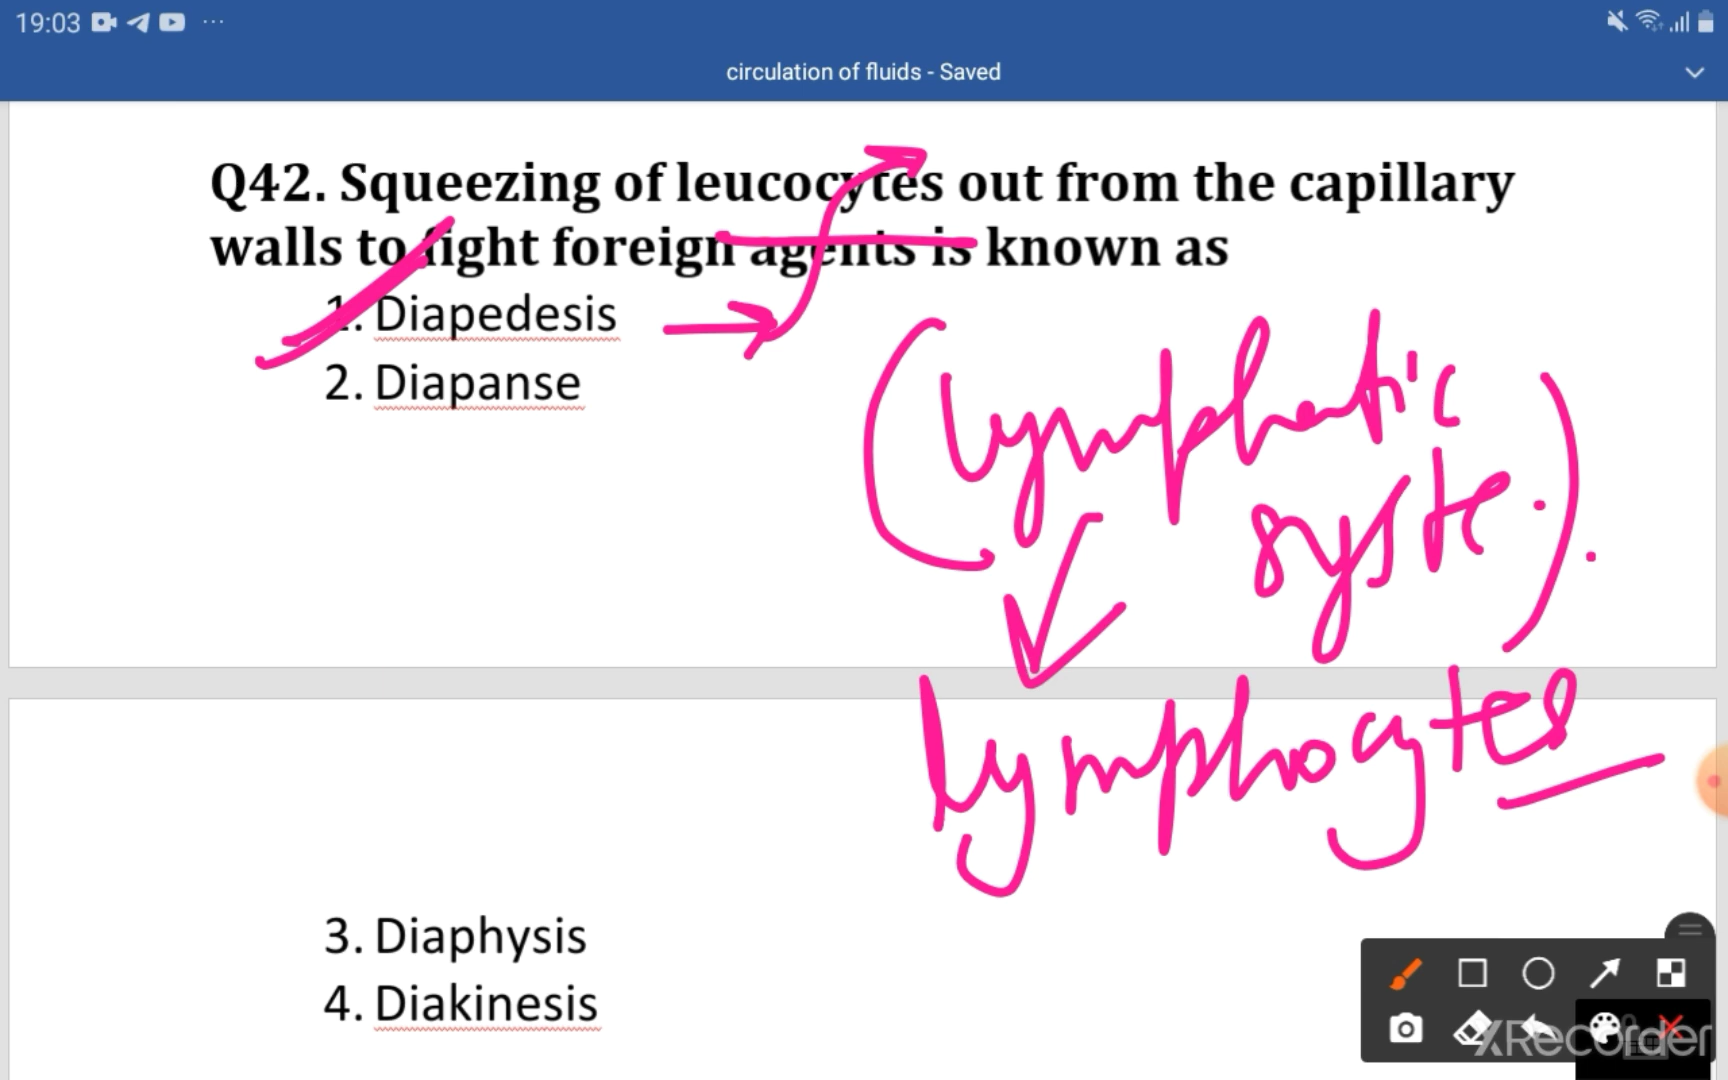 19:03
circulation of fluids - Saved
Q42. Squeezing of leucocytes out from the capillary
walls to fight foreign agents is known as
1. Diapedesis
2. Diapanse
(lymphatic
syste.)
lymphocytes
3. Diaphysis
4. Diakinesis
XRecorder